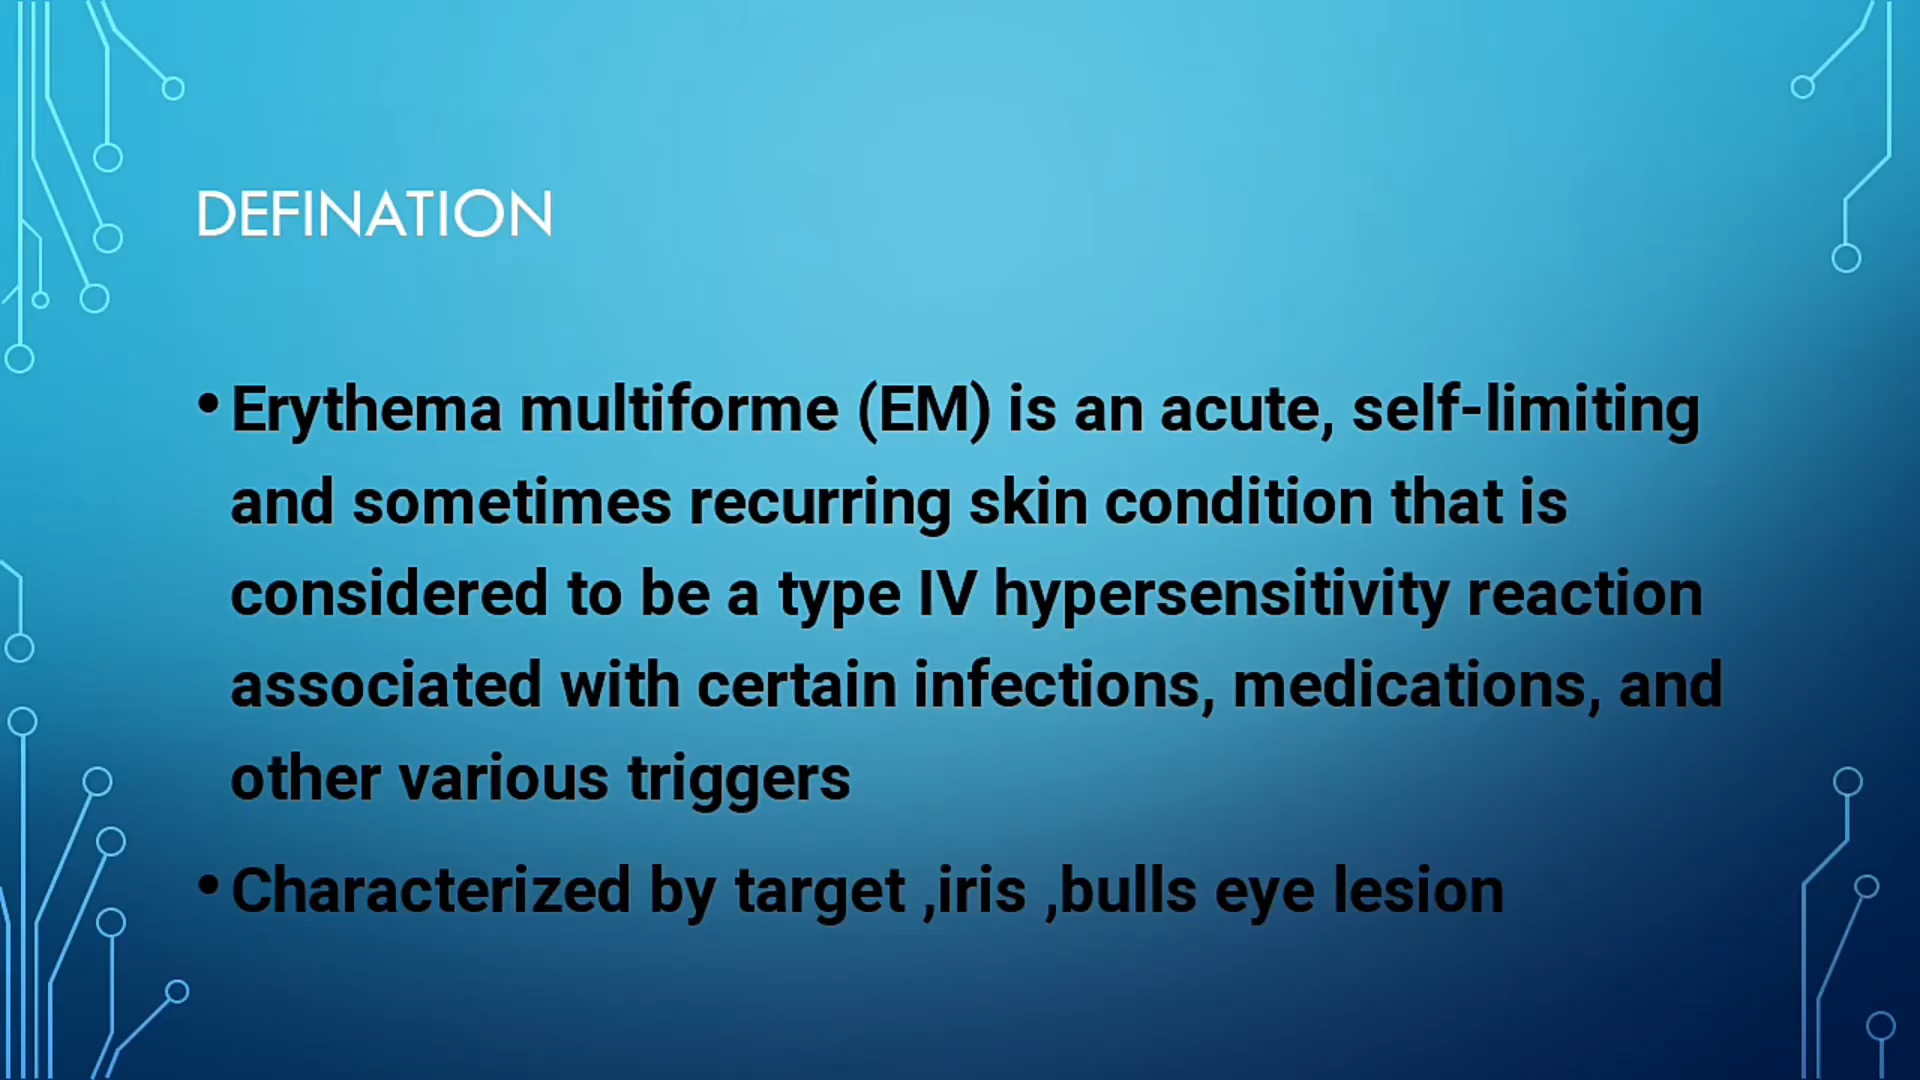 DEFINATION
• Erythema multiforme (EM) is an acute, self-limiting
and sometimes recurring skin condition that is
considered to be a type IV hypersensitivity reaction
associated with certain infections, medications, and
other various triggers
• Characterized by target ,iris ,bulls eye lesion